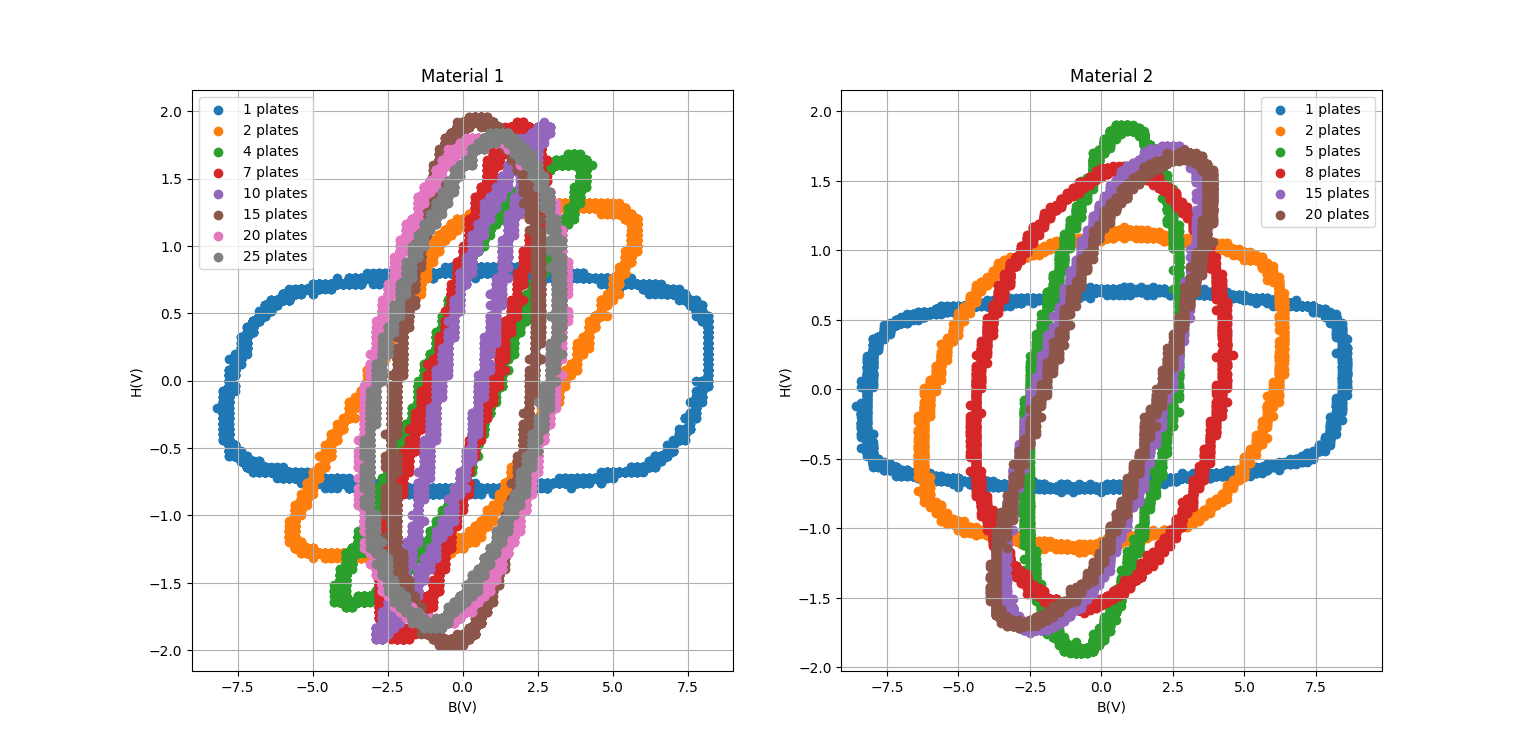 Material 1
2.0
1.5
1.0
0.5
0.0
−0.5
−1.0
−1.5
−2.0
H(V)
−7.5 −5.0 −2.5 0.0 2.5 5.0 7.5
B(V)
1 plates
2 plates
4 plates
7 plates
10 plates
15 plates
20 plates
25 plates
Material 2
2.0
1.5
1.0
0.5
0.0
−0.5
−1.0
−1.5
−2.0
H(V)
−7.5 −5.0 −2.5 0.0 2.5 5.0 7.5
B(V)
1 plates
2 plates
5 plates
8 plates
15 plates
20 plates